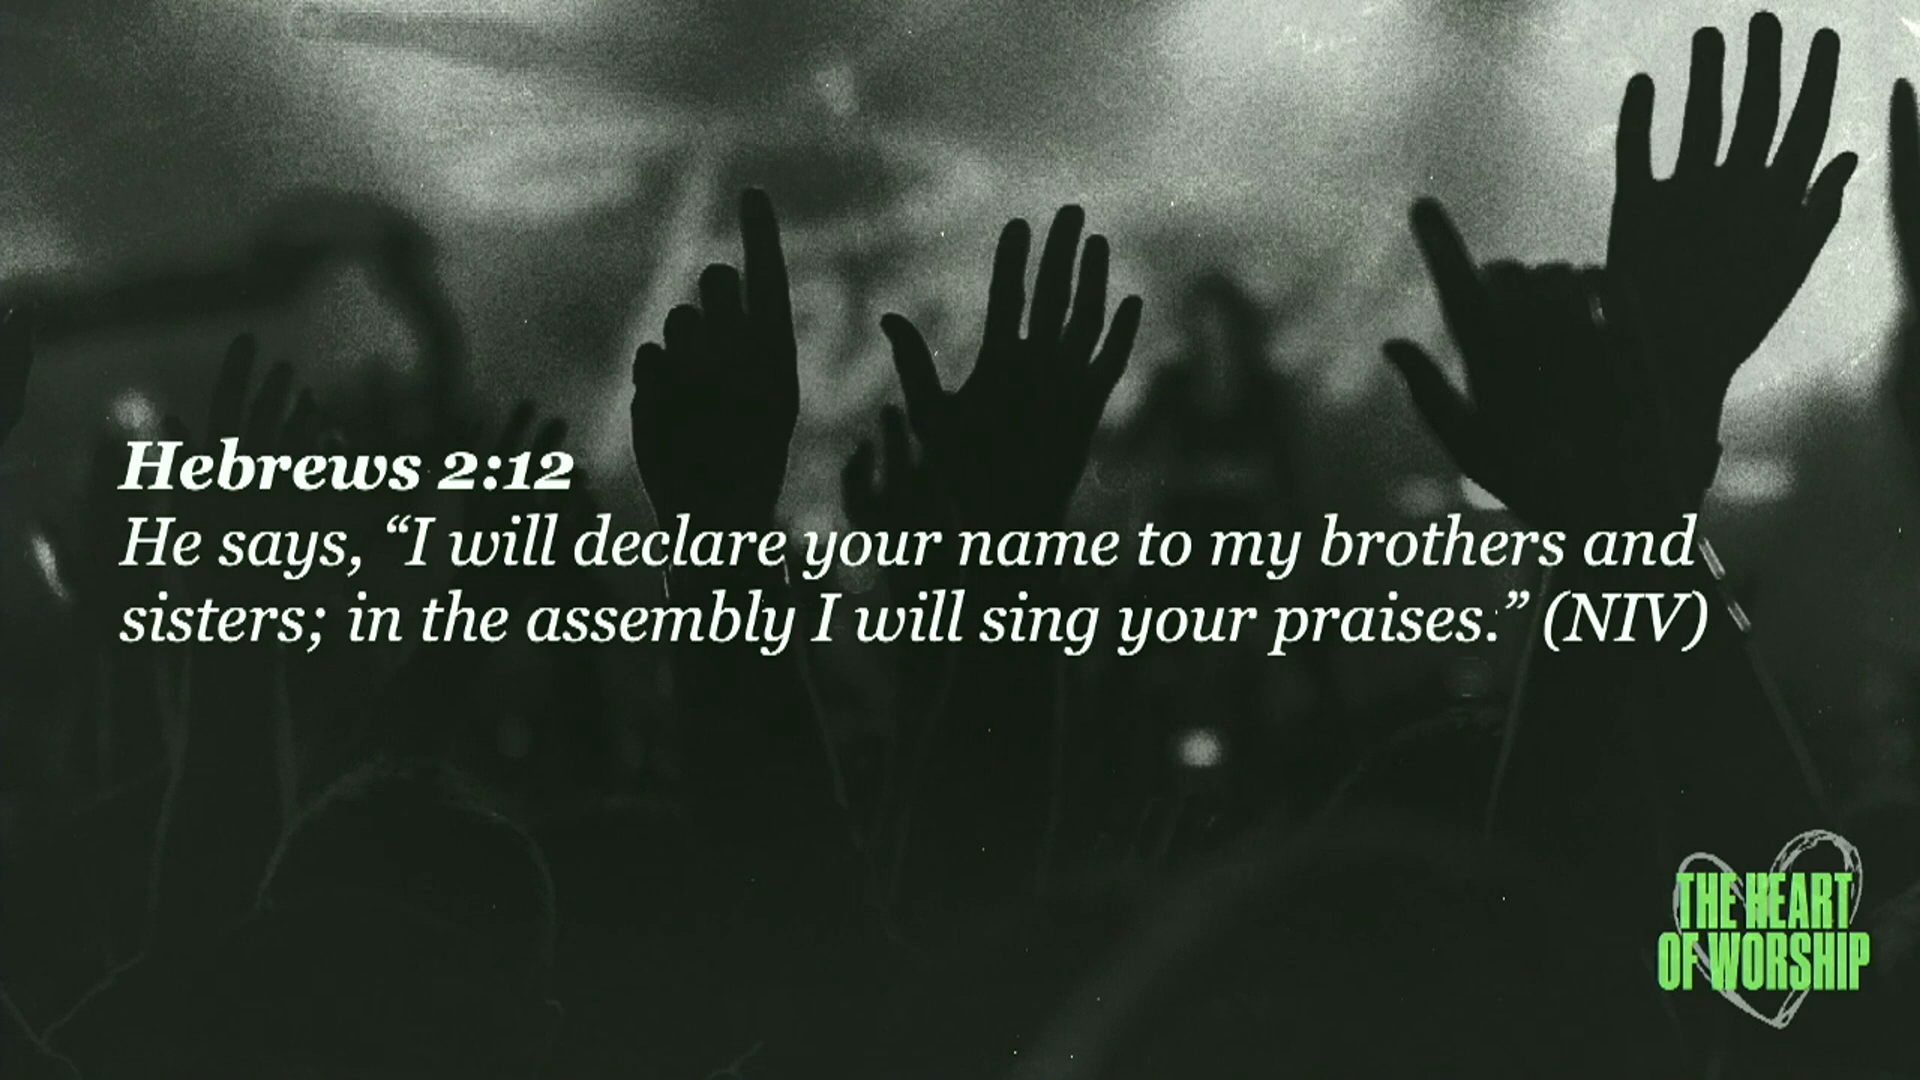 Hebrews 2:12
He says, “I will declare your name to my brothers and
sisters; in the assembly I will sing your praises.” (NIV)
THE HEART
OF WORSHIP